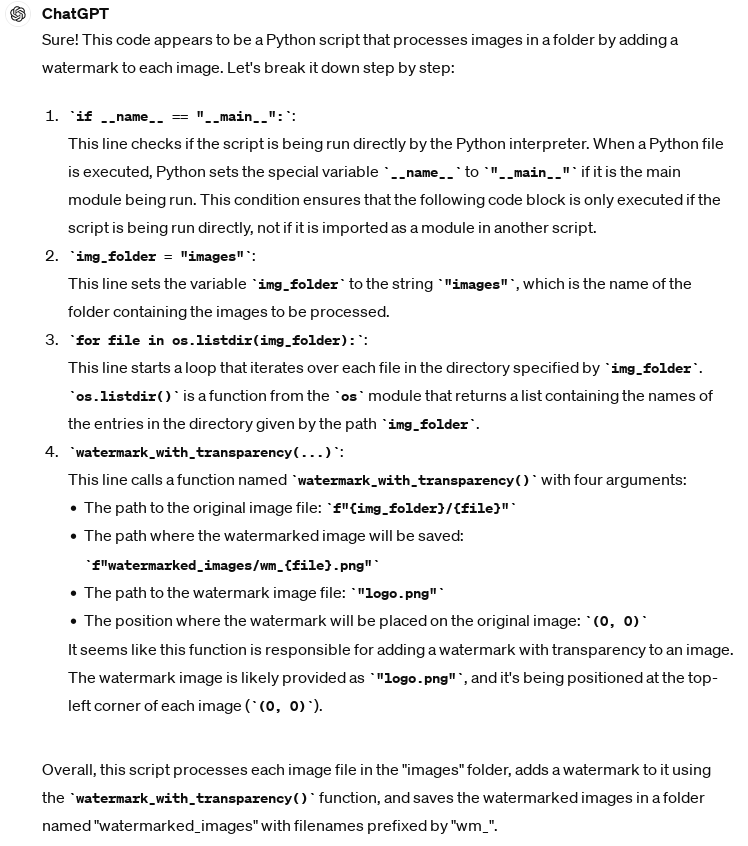 ChatGPT
Sure! This code appears to be a Python script that processes images in a folder by adding a
watermark to each image. Let's break it down step by step:
1. `if __name__ == "__main__":`:
This line checks if the script is being run directly by the Python interpreter. When a Python file
is executed, Python sets the special variable `__name__` to `"__main__"` if it is the main
module being run. This condition ensures that the following code block is only executed if the
script is being run directly, not if it is imported as a module in another script.
2. `img_folder = "images"`:
This line sets the variable `img_folder` to the string `"images"`, which is the name of the
folder containing the images to be processed.
3. `for file in os.listdir(img_folder):`:
This line starts a loop that iterates over each file in the directory specified by `img_folder`.
`os.listdir()` is a function from the `os` module that returns a list containing the names of
the entries in the directory given by the path `img_folder`.
4. `watermark_with_transparency(...)`:
This line calls a function named `watermark_with_transparency()` with four arguments:
• The path to the original image file: `f"{img_folder}/{file}"`
• The path where the watermarked image will be saved:
`f"watermarked_images/wm_{file}.png"`
• The path to the watermark image file: `"logo.png"`
• The position where the watermark will be placed on the original image: `(0, 0)`
It seems like this function is responsible for adding a watermark with transparency to an image.
The watermark image is likely provided as `"logo.png"`, and it's being positioned at the top-
left corner of each image (`(0, 0)`).
Overall, this script processes each image file in the "images" folder, adds a watermark to it using
the `watermark_with_transparency()` function, and saves the watermarked images in a folder
named "watermarked_images" with filenames prefixed by "wm_".